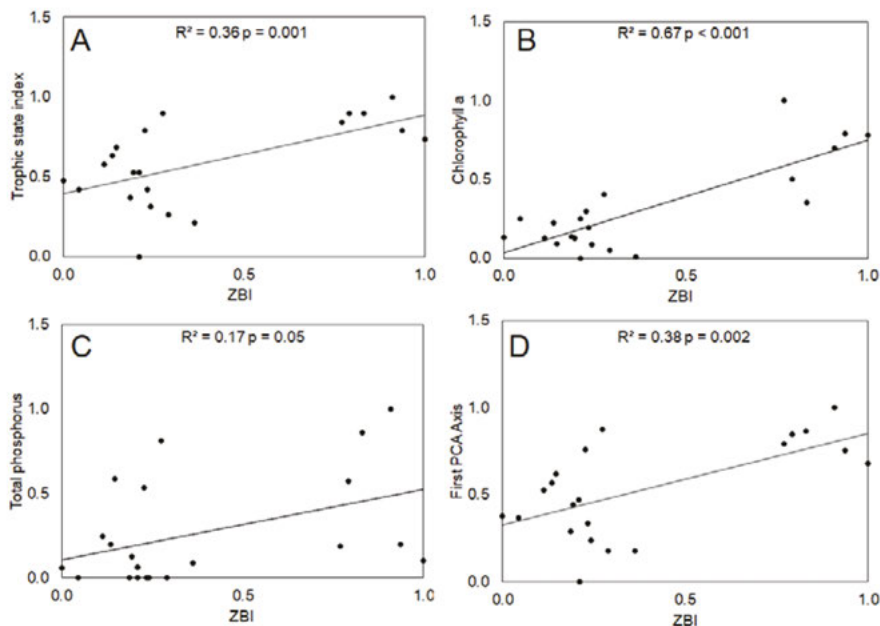 A
R² = 0.36 p = 0.001
1.5
1.0
0.5
0.0
Trophic state index
0.0 0.5 1.0
ZBI
B
R² = 0.67 p < 0.001
1.5
1.0
0.5
0.0
Chlorophyll a
0.0 0.5 1.0
ZBI
C
R² = 0.17 p = 0.05
1.5
1.0
0.5
0.0
Total phosphorus
0.0 0.5 1.0
ZBI
D
R² = 0.38 p = 0.002
1.5
1.0
0.5
0.0
First PCA Axis
0.0 0.5 1.0
ZBI